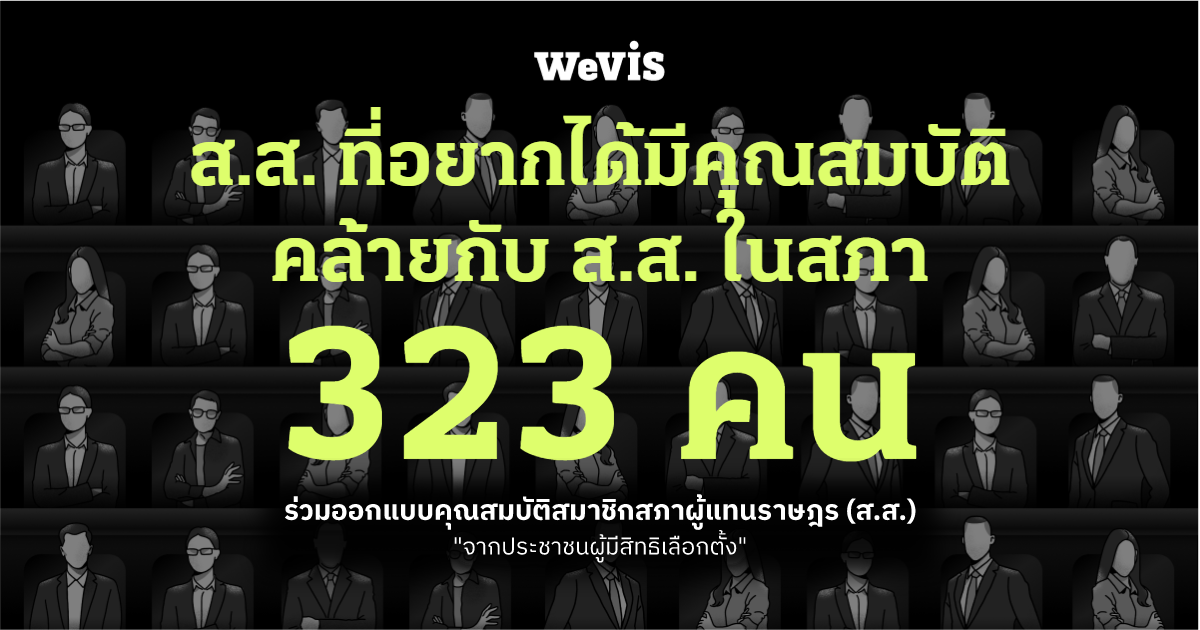 WeVIS
ส.ส. ที่อยากได้มีคุณสมบัติ
คล้ายกับ ส.ส. ในสภา
323 คน
ร่วมออกแบบคุณสมบัติสมาชิกสภาผู้แทนราษฎร (ส.ส.)
"จากประชาชนผู้มีสิทธิเลือกตั้ง"